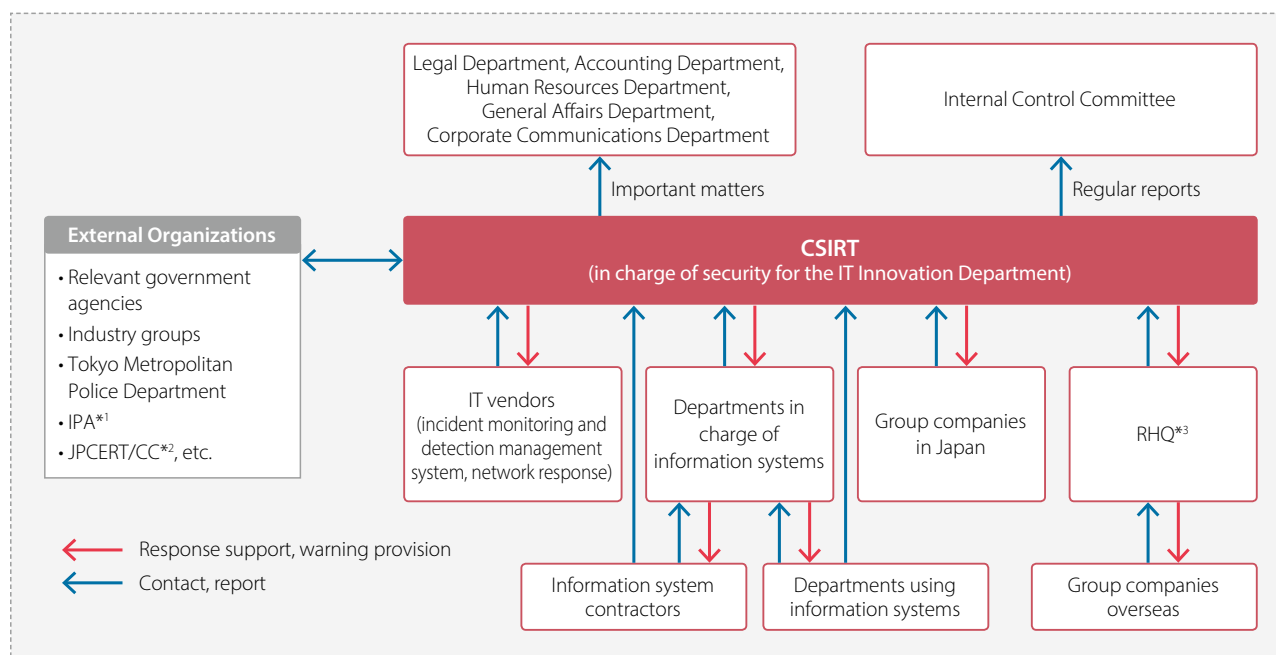 Legal Department, Accounting Department,
Human Resources Department,
General Affairs Department,
Corporate Communications Department
Internal Control Committee
Important matters
Regular reports
External Organizations
• Relevant government
agencies
• Industry groups
• Tokyo Metropolitan
Police Department
• IPA*1
• JPCERT/CC*2, etc.
CSIRT
(in charge of security for the IT Innovation Department)
IT vendors
(incident monitoring and
detection management
system, network response)
Departments in
charge of
information systems
Group companies
in Japan
RHQ*3
Response support, warning provision
Contact, report
Information system
contractors
Departments using
information systems
Group companies
overseas